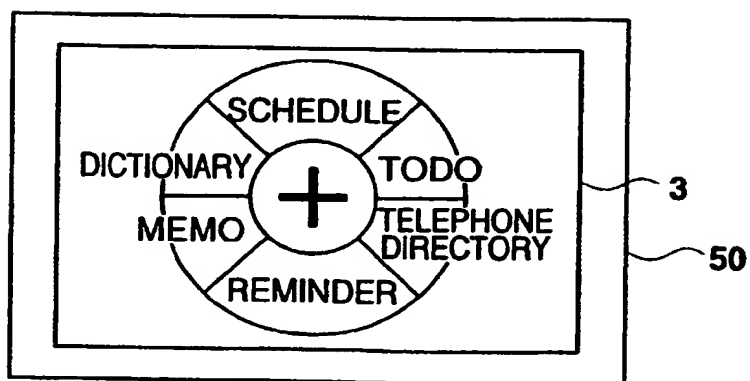 SCHEDULE
DICTIONARY
TODO
MEMO
TELEPHONE
DIRECTORY
REMINDER
3
50